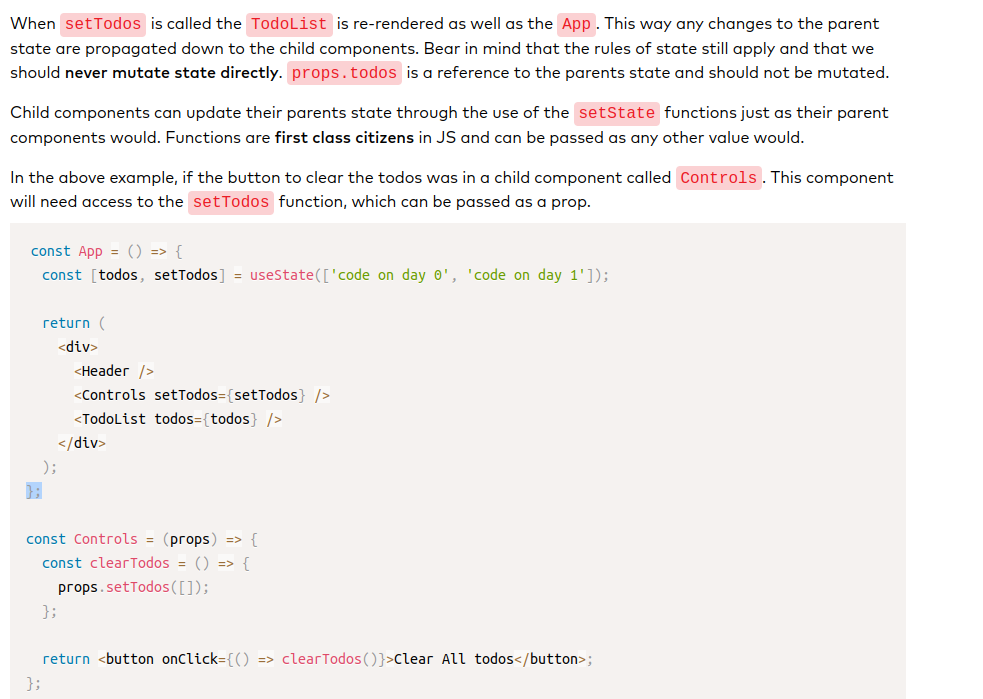 When setTodos is called the TodoList is re-rendered as well as the App. This way any changes to the parent
state are propagated down to the child components. Bear in mind that the rules of state still apply and that we
should never mutate state directly. props.todos is a reference to the parents state and should not be mutated.
Child components can update their parents state through the use of the setState functions just as their parent
components would. Functions are first class citizens in JS and can be passed as any other value would.
In the above example, if the button to clear the todos was in a child component called Controls. This component
will need access to the setTodos function, which can be passed as a prop.
const App = () => {
  const [todos, setTodos] = useState(['code on day 0', 'code on day 1']);
  return (
    <div>
      <Header />
      <Controls setTodos={setTodos} />
      <TodoList todos={todos} />
    </div>
  );
};
const Controls = (props) => {
  const clearTodos = () => {
    props.setTodos([]);
  };
  return <button onClick={() => clearTodos()}>Clear All todos</button>;
};